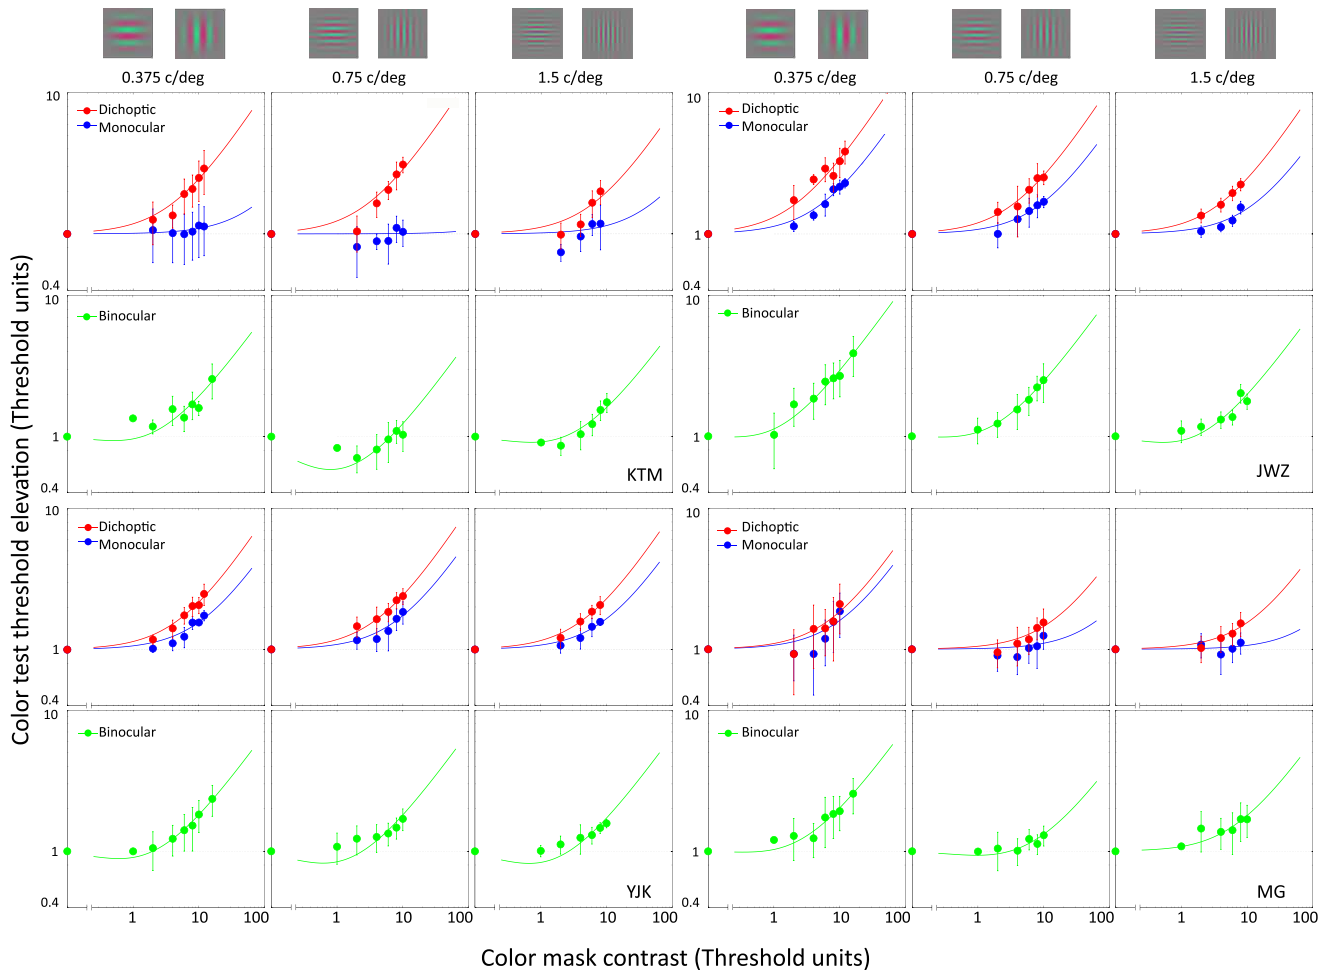 0.375 c/deg 0.75 c/deg 1.5 c/deg 0.375 c/deg 0.75 c/deg 1.5 c/deg
10 10
Dichoptic Dichoptic
Monocular Monocular
1 1
0.4 0.4
10 10
Binocular Binocular
1 1
KTM JWZ
0.4 0.4
10 10
Dichoptic Dichoptic
Monocular Monocular
1 1
0.4 0.4
10 10
Binocular Binocular
1 1
YJK MG
0.4 0.4
1 10 100 1 10 100 1 10 100 1 10 100 1 10 100 1 10 100
Color test threshold elevation (Threshold units)
Color mask contrast (Threshold units)